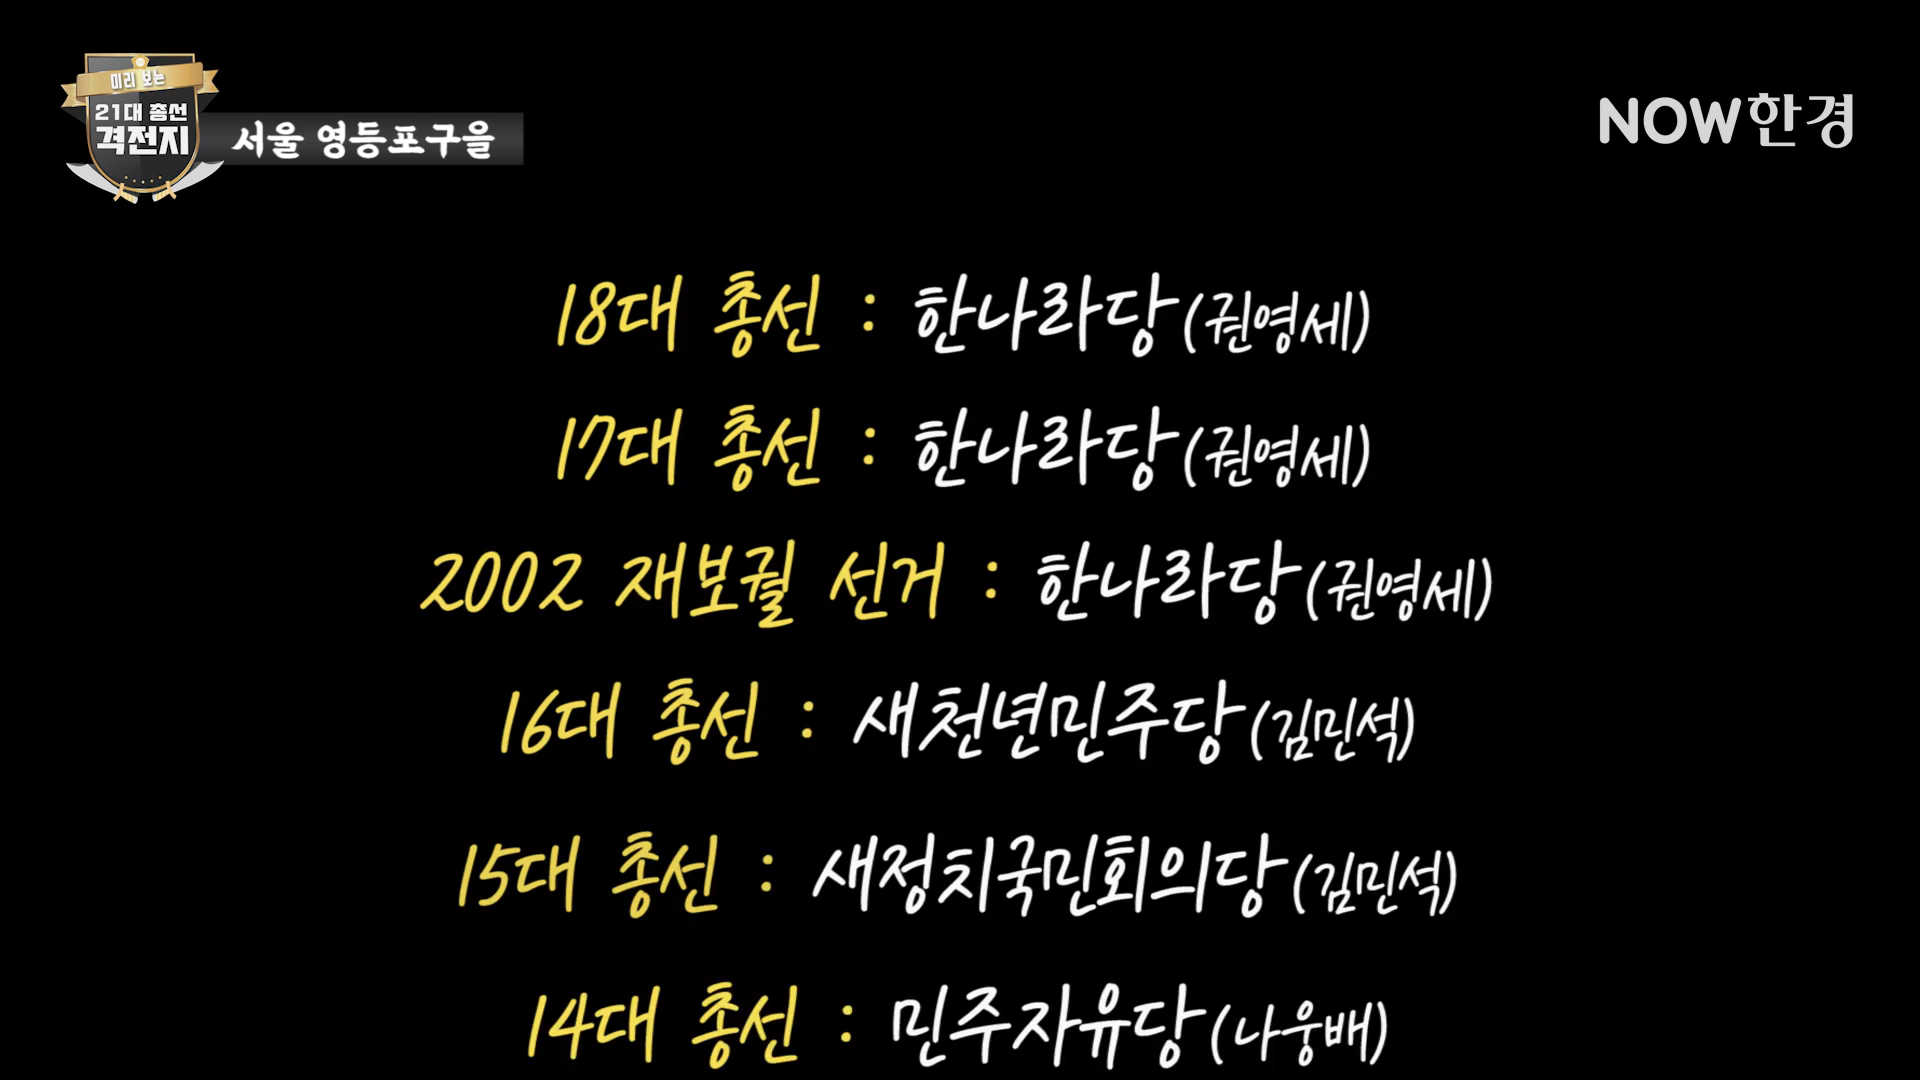 미리 보는
21대 총선
격전지
서울 영등포구을
NOW한경
18대 총선 : 한나라당(권영세)
17대 총선 : 한나라당(권영세)
2002 재보궐 선거 : 한나라당(권영세)
16대 총선 : 새천년민주당(김민석)
15대 총선 : 새정치국민회의당(김민석)
14대 총선 : 민주자유당(나웅배)